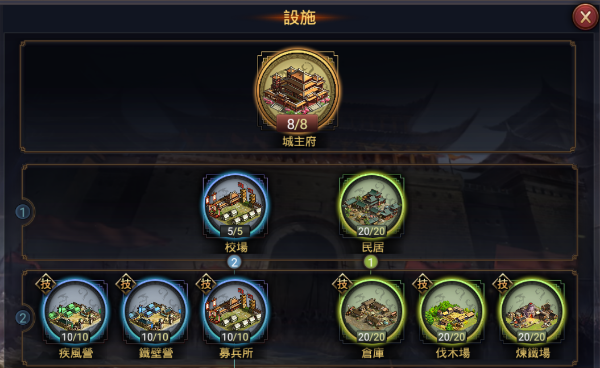 設施
8/8
城主府
1
5/5
20/20
校場
民居
2
1
2
技
技
技
技
技
技
10/10
10/10
10/10
20/20
20/20
20/20
疾風營
鐵壁營
募兵所
倉庫
伐木場
煉鐵場